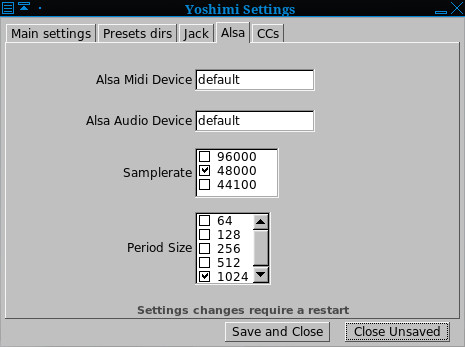 Yoshimi Settings
Main settings Presets dirs Jack Alsa CCs
Alsa Midi Device default
Alsa Audio Device default
Samplerate
96000
48000
44100
Period Size
64
128
256
512
1024
Settings changes require a restart
Save and Close Close Unsaved